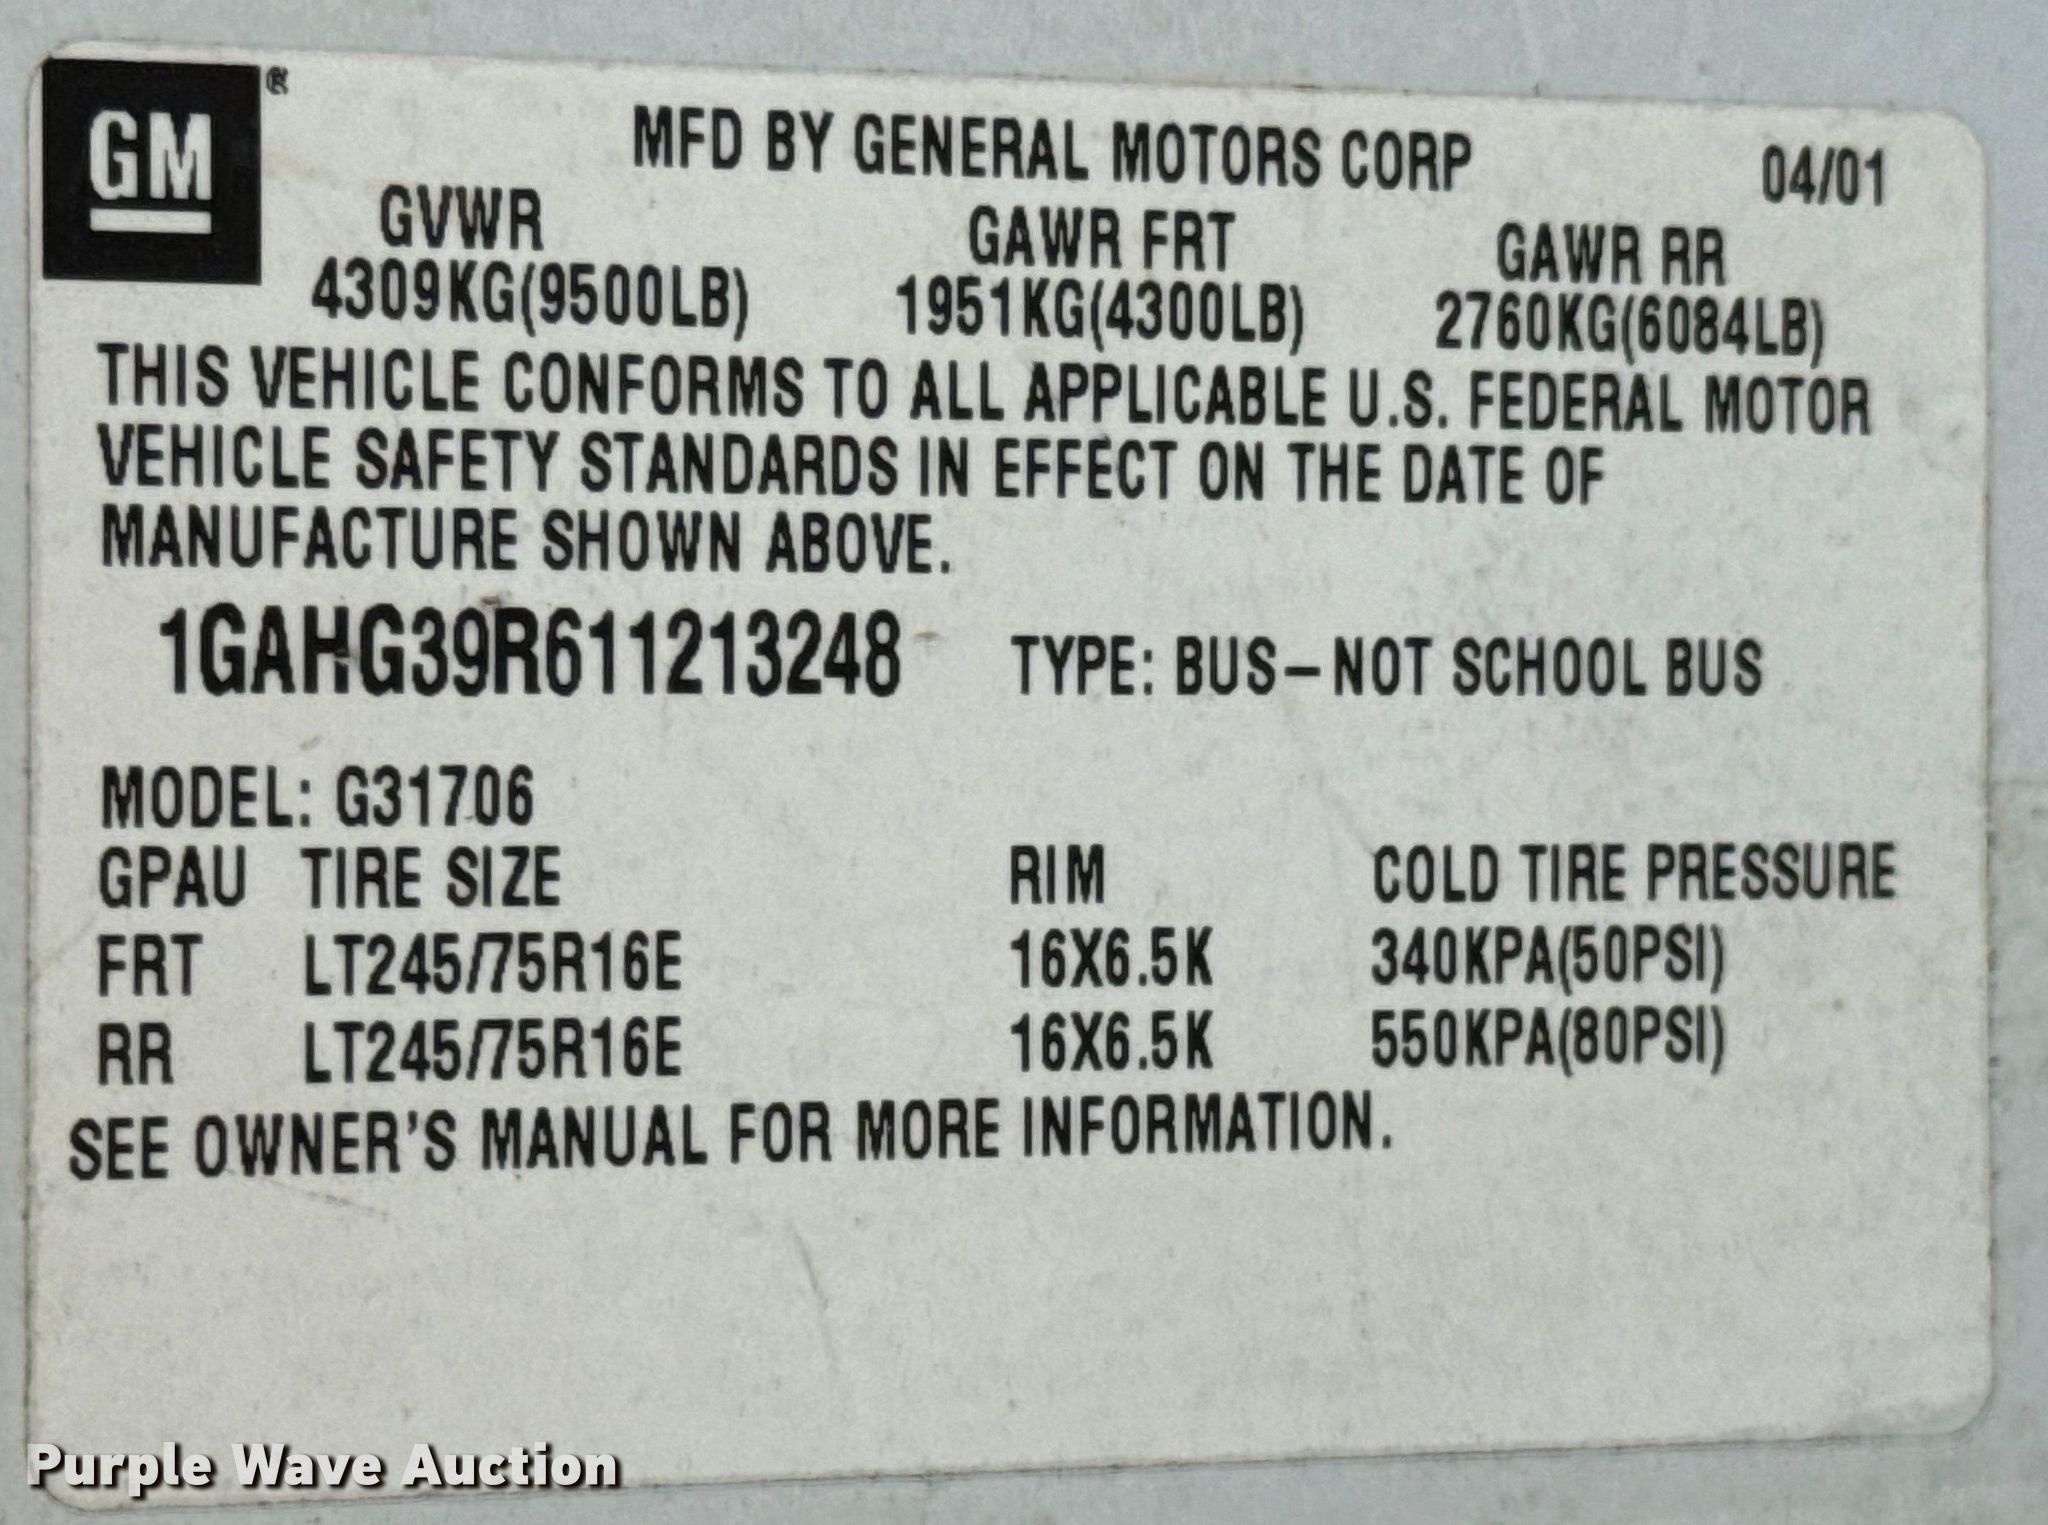 GM ®
MFD BY GENERAL MOTORS CORP 04/01
GVWR GAWR FRT GAWR RR
4309KG(9500LB) 1951KG(4300LB) 2760KG(6084LB)
THIS VEHICLE CONFORMS TO ALL APPLICABLE U.S. FEDERAL MOTOR
VEHICLE SAFETY STANDARDS IN EFFECT ON THE DATE OF
MANUFACTURE SHOWN ABOVE.
1GAHG39R611213248 TYPE: BUS–NOT SCHOOL BUS
MODEL: G31706
GPAU TIRE SIZE RIM COLD TIRE PRESSURE
FRT LT245/75R16E 16X6.5K 340KPA(50PSI)
RR LT245/75R16E 16X6.5K 550KPA(80PSI)
SEE OWNER'S MANUAL FOR MORE INFORMATION.
Purple Wave Auction